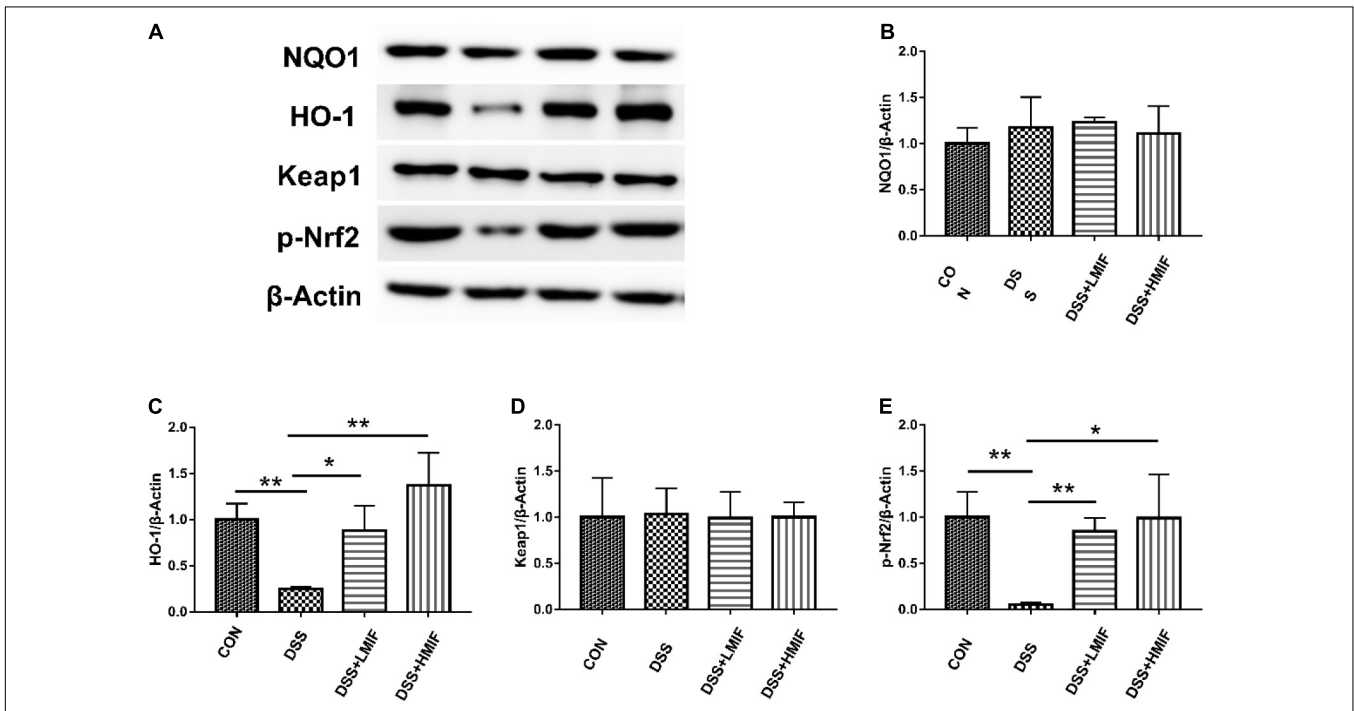 A
NQO1
HO-1
Keap1
p-Nrf2
β-Actin
B
NQO1/β-Actin
2.0
1.5
1.0
0.5
0.0
CO
N
DS
S
DSS+LMIF
DSS+HMIF
C
HO-1/β-Actin
2.0
1.5
1.0
0.5
0.0
**
*
**
CON
DSS
DSS+LMIF
DSS+HMIF
D
Keap1/β-Actin
2.0
1.5
1.0
0.5
0.0
CON
DSS
DSS+LMIF
DSS+HMIF
E
p-Nrf2/β-Actin
2.0
1.5
1.0
0.5
0.0
*
**
**
CON
DSS
DSS+LMIF
DSS+HMIF